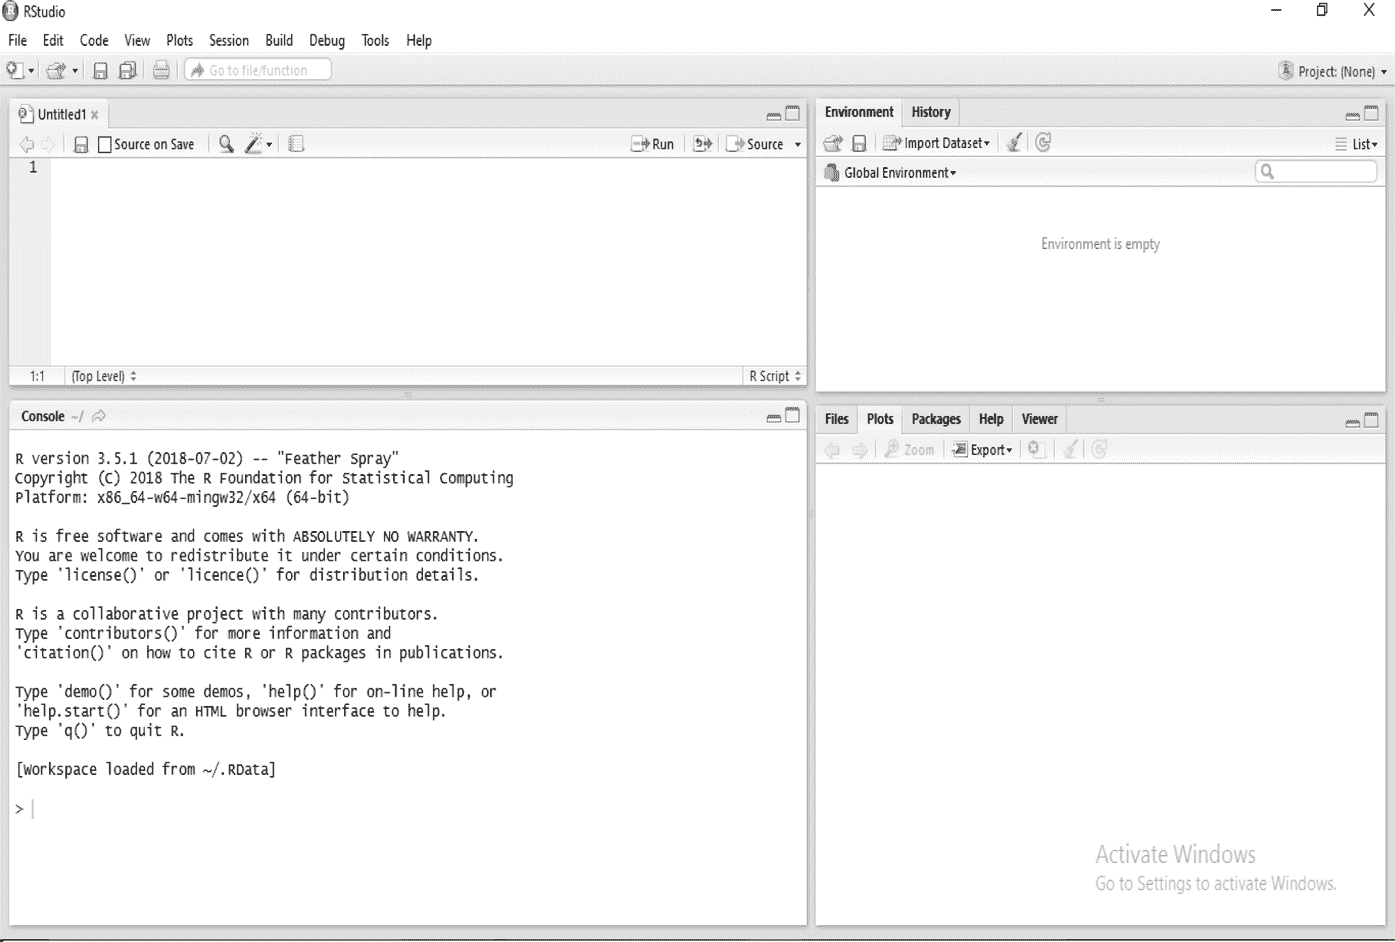 RStudio
File Edit Code View Plots Session Build Debug Tools Help
Go to file/function
Project: (None)
Untitled1
Source on Save
Run
Source
1
1:1 (Top Level)
R Script
Console ~/
R version 3.5.1 (2018-07-02) -- "Feather Spray"
Copyright (C) 2018 The R Foundation for Statistical Computing
Platform: x86_64-w64-mingw32/x64 (64-bit)
R is free software and comes with ABSOLUTELY NO WARRANTY.
You are welcome to redistribute it under certain conditions.
Type 'license()' or 'licence()' for distribution details.
R is a collaborative project with many contributors.
Type 'contributors()' for more information and
'citation()' on how to cite R or R packages in publications.
Type 'demo()' for some demos, 'help()' for on-line help, or
'help.start()' for an HTML browser interface to help.
Type 'q()' to quit R.
[Workspace loaded from ~/.RData]
>
Environment History
Import Dataset
List
Global Environment
Environment is empty
Files Plots Packages Help Viewer
Zoom Export
Activate Windows
Go to Settings to activate Windows.